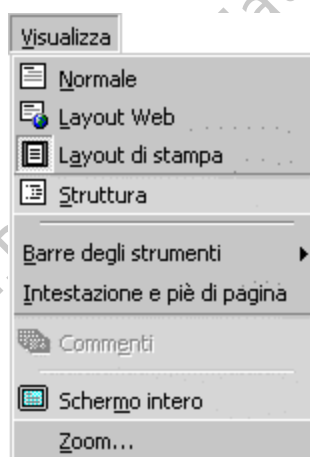 Visualizza
Normale
Layout Web
Layout di stampa
Struttura
Barre degli strumenti
Intestazione e piè di pagina
Commenti
Schermo intero
Zoom...